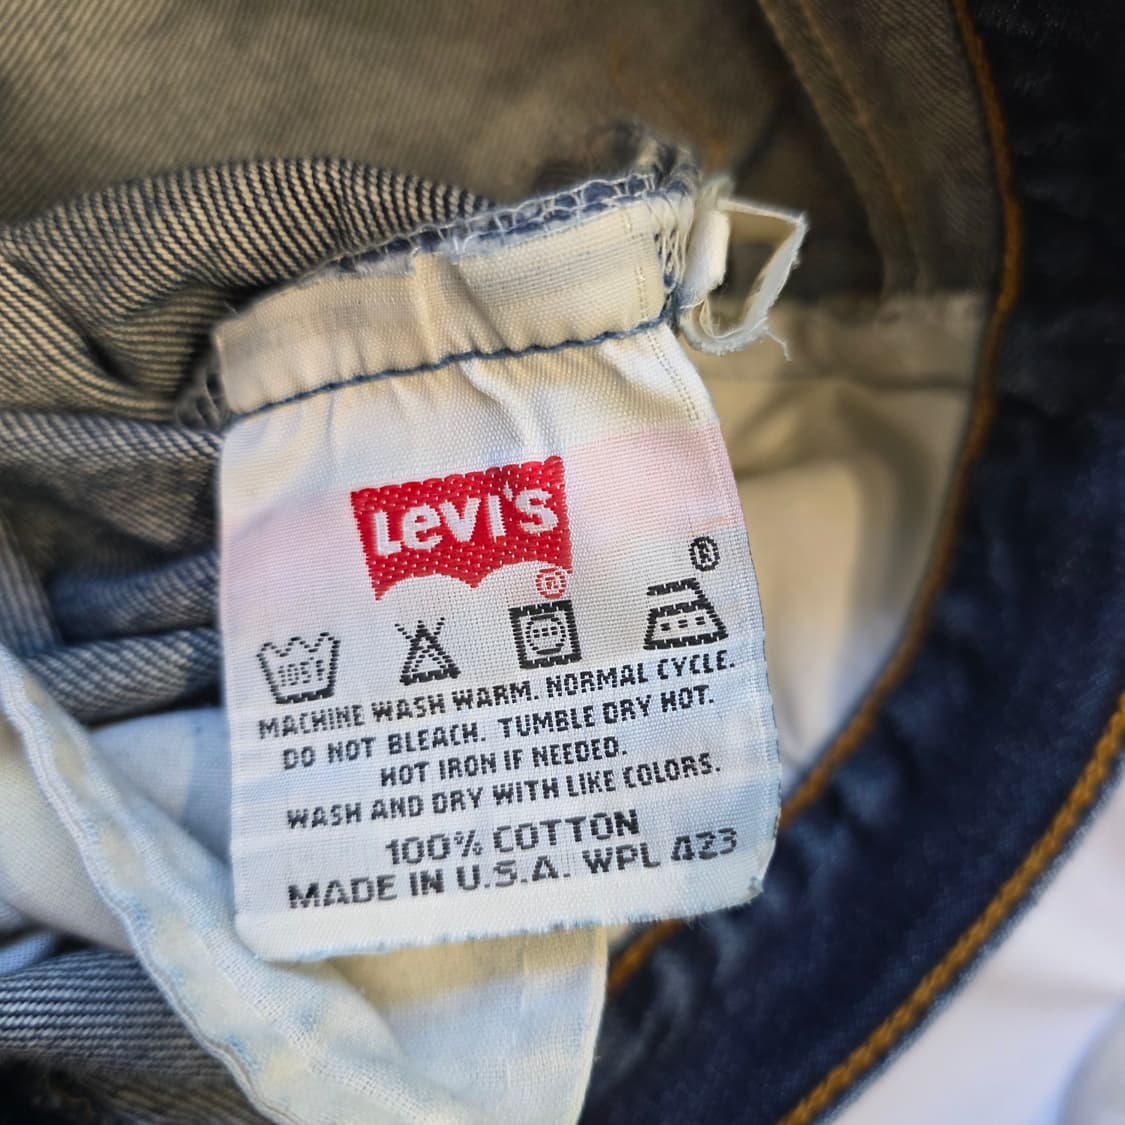 Levi's
®
®
105F
MACHINE WASH WARM. NORMAL CYCLE.
DO NOT BLEACH. TUMBLE DRY HOT.
HOT IRON IF NEEDED.
WASH AND DRY WITH LIKE COLORS.
100% COTTON
MADE IN U.S.A. WPL 423